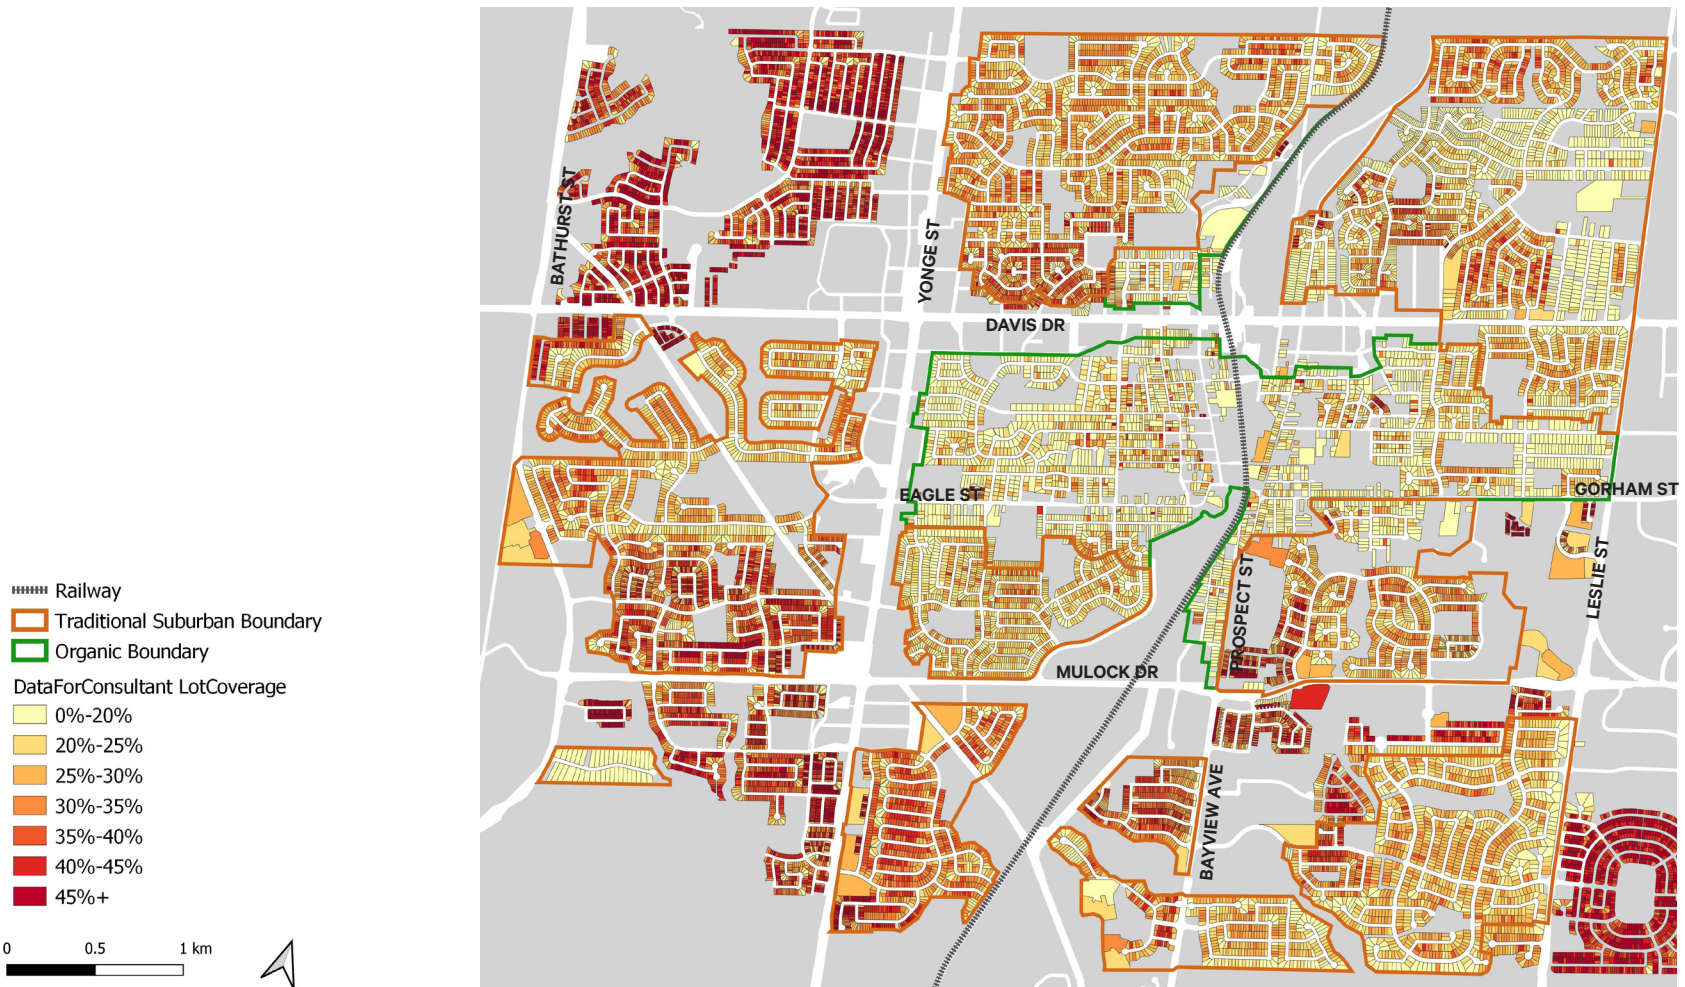 BATHURST ST
YONGE ST
DAVIS DR
EAGLE ST
GORHAM ST
LESLIE ST
PROSPECT ST
MULOCK DR
BAYVIEW AVE
Railway
Traditional Suburban Boundary
Organic Boundary
DataForConsultant LotCoverage
0%-20%
20%-25%
25%-30%
30%-35%
35%-40%
40%-45%
45%+
0 0.5 1 km